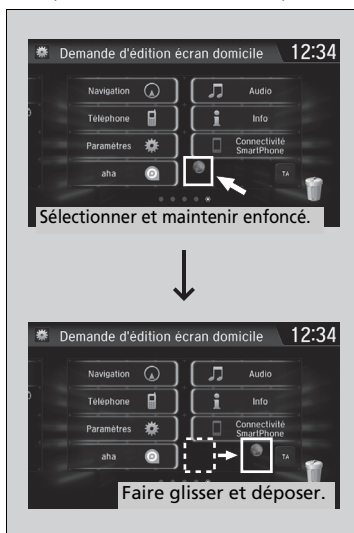 Demande d'édition écran domicile 12:34
Navigation Audio
Téléphone Info
Paramètres Connectivité
SmartPhone
aha TA
Sélectionner et maintenir enfoncé.
Demande d'édition écran domicile 12:34
Navigation Audio
Téléphone Info
Paramètres Connectivité
SmartPhone
aha TA
Faire glisser et déposer.